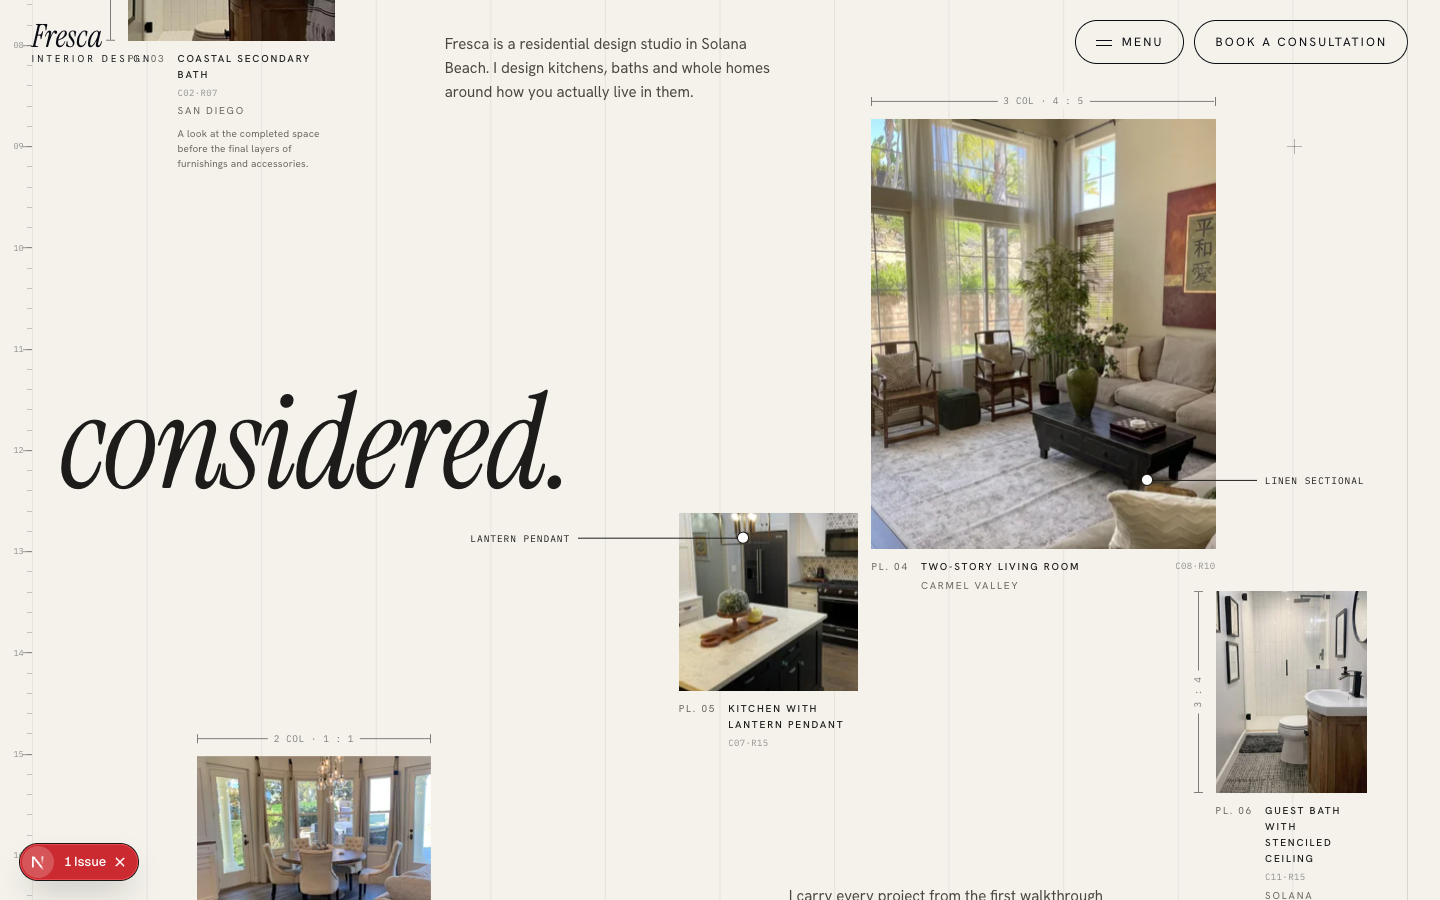 Fresca
INTERIOR DESIGN
MENU
BOOK A CONSULTATION
08
COASTAL SECONDARY
BATH
C02-R07
SAN DIEGO
A look at the completed space
before the final layers of
furnishings and accessories.
Fresca is a residential design studio in Solana
Beach. I design kitchens, baths and whole homes
around how you actually live in them.
3 COL · 4 : 5
平和愛
09
10
11
considered.
12
LINEN SECTIONAL
LANTERN PENDANT
13
PL. 04
TWO-STORY LIVING ROOM
C08-R10
CARMEL VALLEY
14
3 : 4
PL. 05
KITCHEN WITH
LANTERN PENDANT
C07-R15
2 COL · 1 : 1
15
PL. 06
GUEST BATH
WITH
STENCILED
CEILING
C11-R15
SOLANA
1 Issue
I carry every project from the first walkthrough